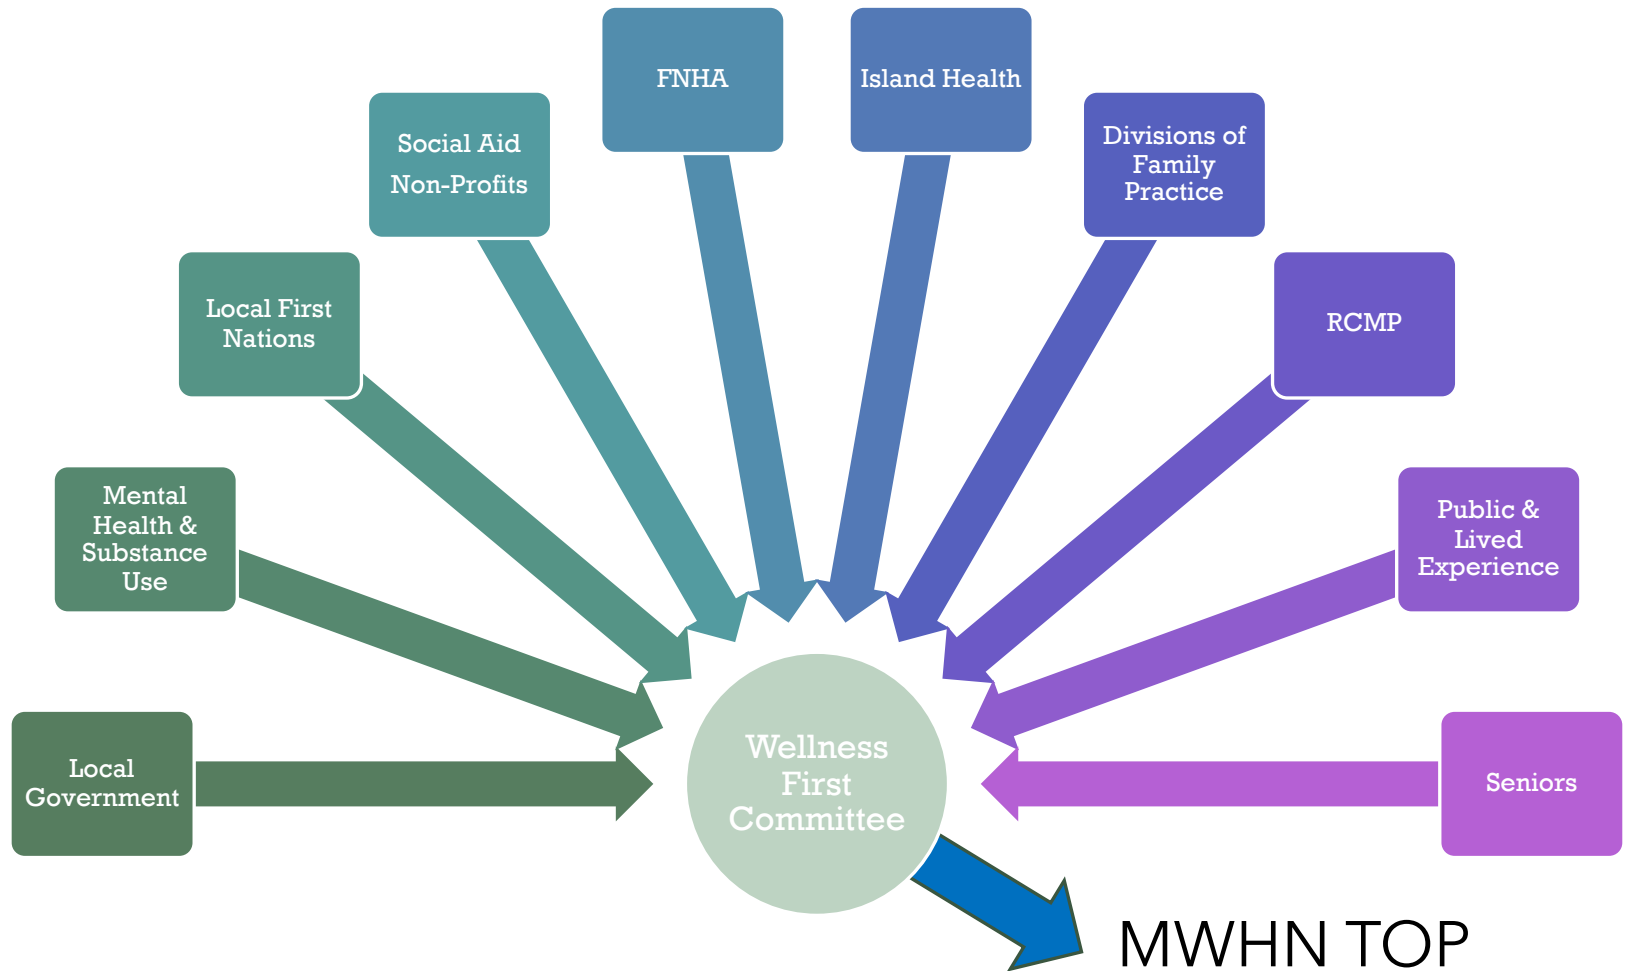 FNHA
Island Health
Social Aid
Non-Profits
Divisions of
Family
Practice
Local First
Nations
RCMP
Mental
Health &
Substance
Use
Public &
Lived
Experience
Local
Government
Wellness
First
Committee
Seniors
MWHN TOP